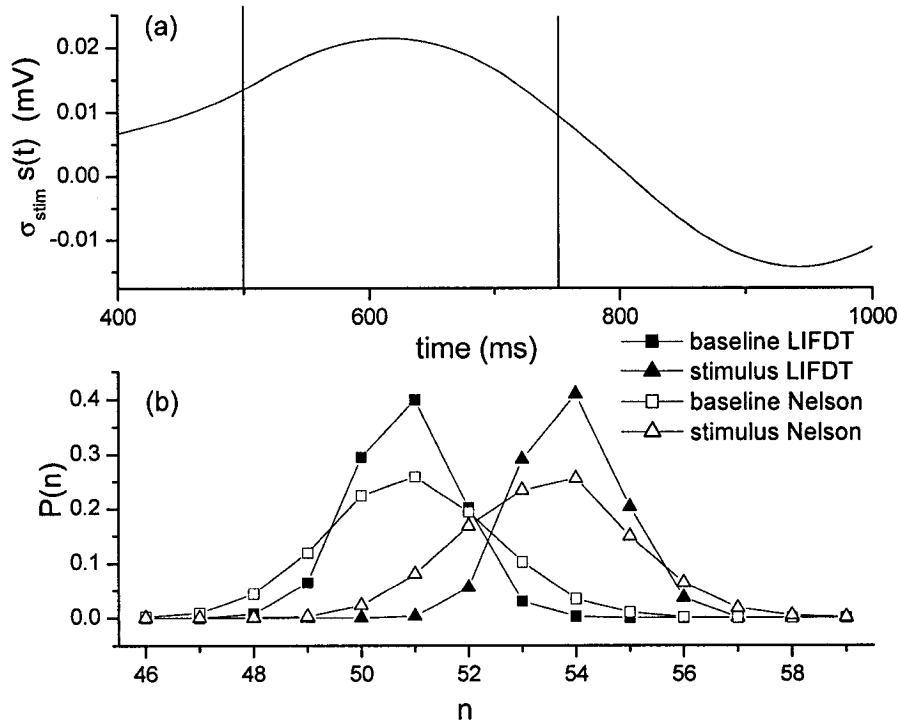 (a)
0.02
0.01
0.00
-0.01
σstim s(t) (mV)
400 600 800 1000
time (ms)
baseline LIFDT
stimulus LIFDT
baseline Nelson
stimulus Nelson
(b)
0.4
0.3
0.2
0.1
0.0
P(n)
46 48 50 52 54 56 58
n